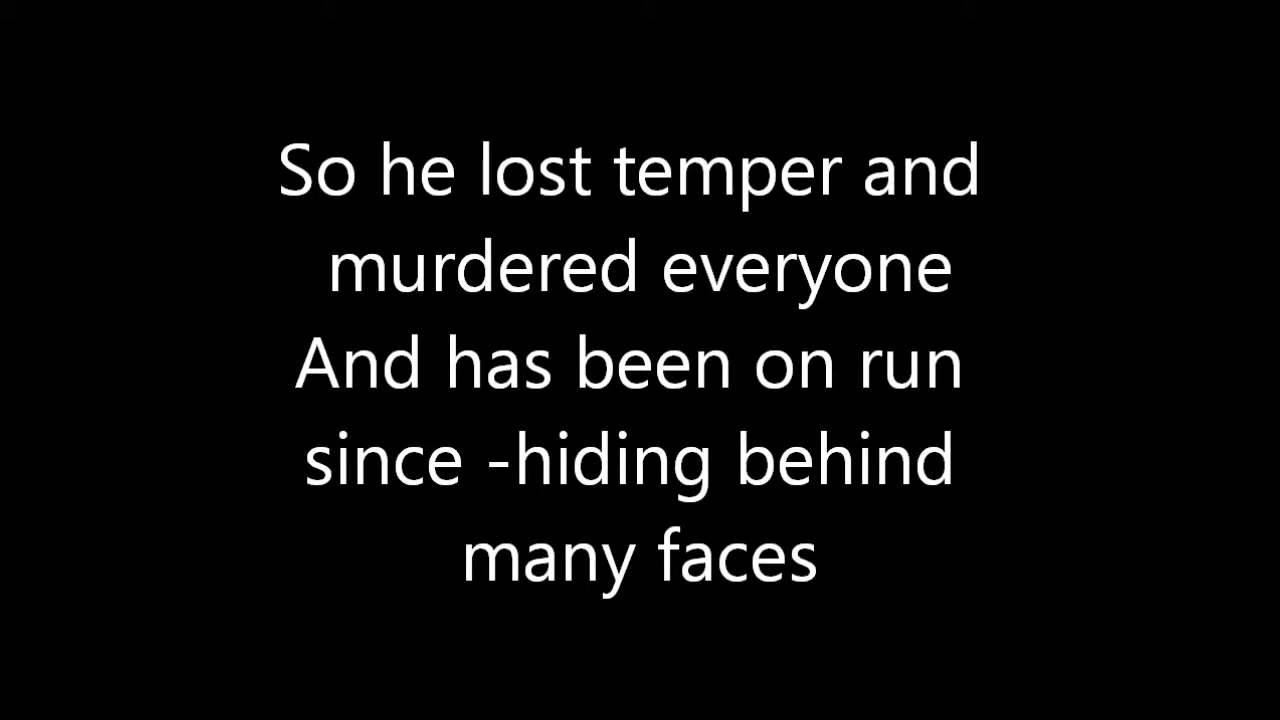 So he lost temper and
murdered everyone
And has been on run
since -hiding behind
many faces